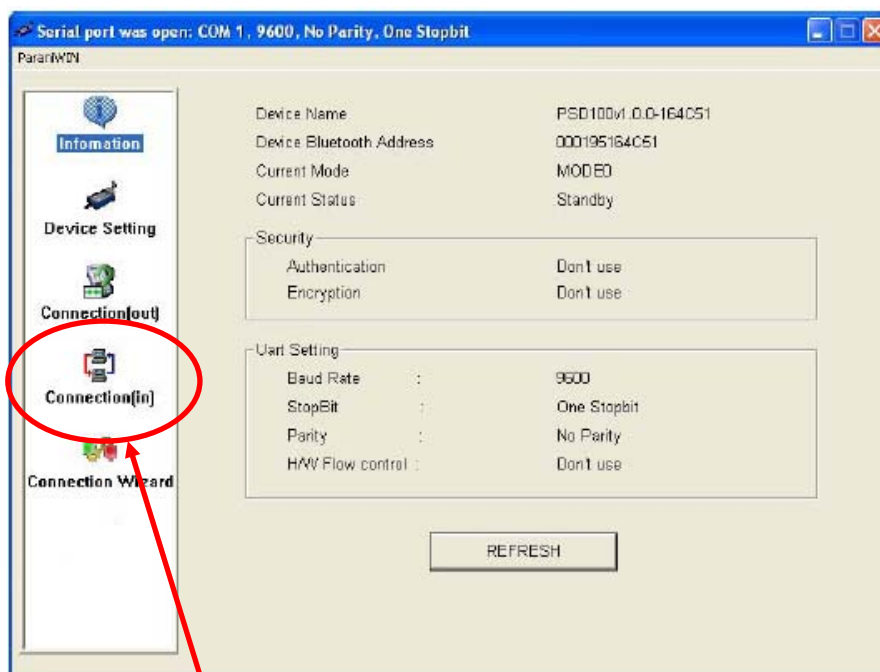 Serial port was open: COM 1, 9600, No Parity, One Stopbit
ParaniWIN
Infomation
Device Setting
Connection(out)
Connection(in)
Connection Wizard
Device Name PSD100v1.0.0-164C51
Device Bluetooth Address 000195164C51
Current Mode MODE0
Current Status Standby
Security
Authentication Don't use
Encryption Don't use
Uart Setting
Baud Rate : 9600
StopBit : One Stopbit
Parity : No Parity
H/W Flow control : Don't use
REFRESH